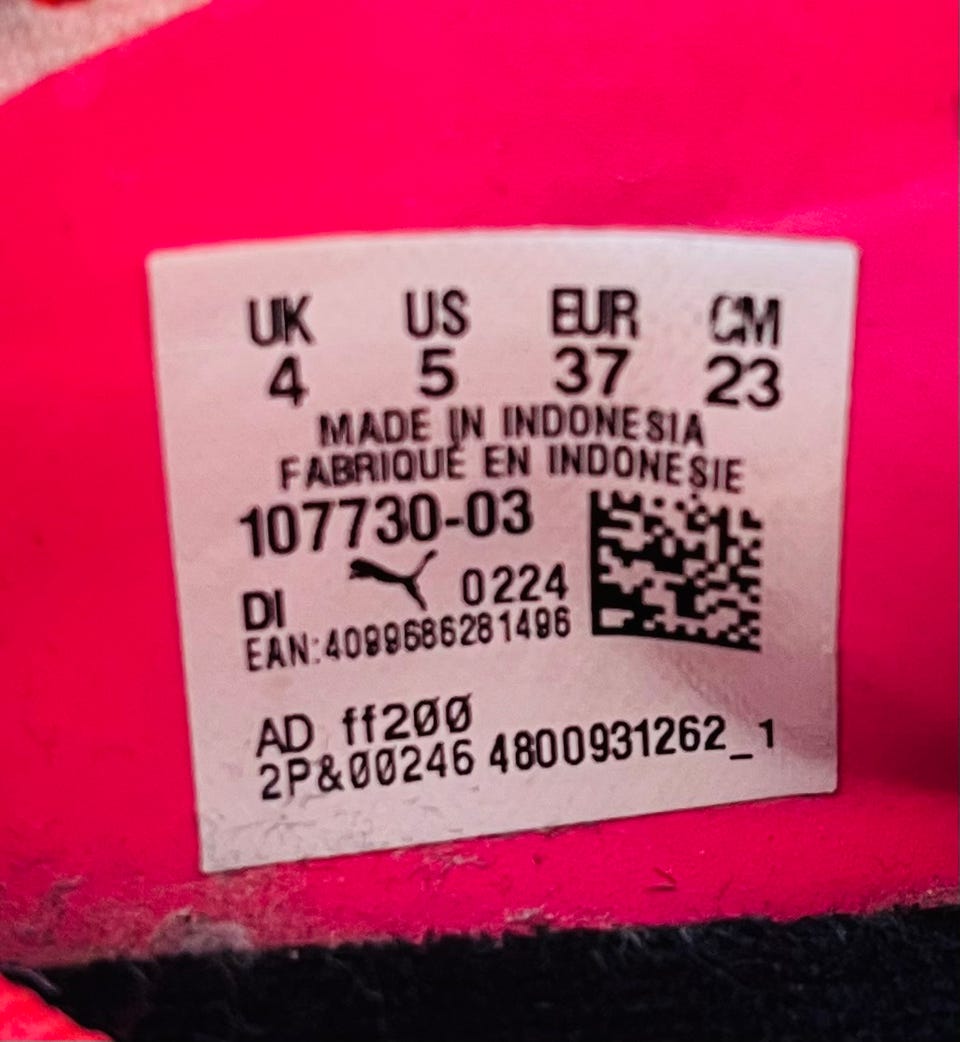 UK US EUR CM
4 5 37 23
MADE IN INDONESIA
FABRIQUÉ EN INDONESIE
107730-03
DI 0224
EAN:4099686281496
AD ff200
2P&00246 4800931262_1